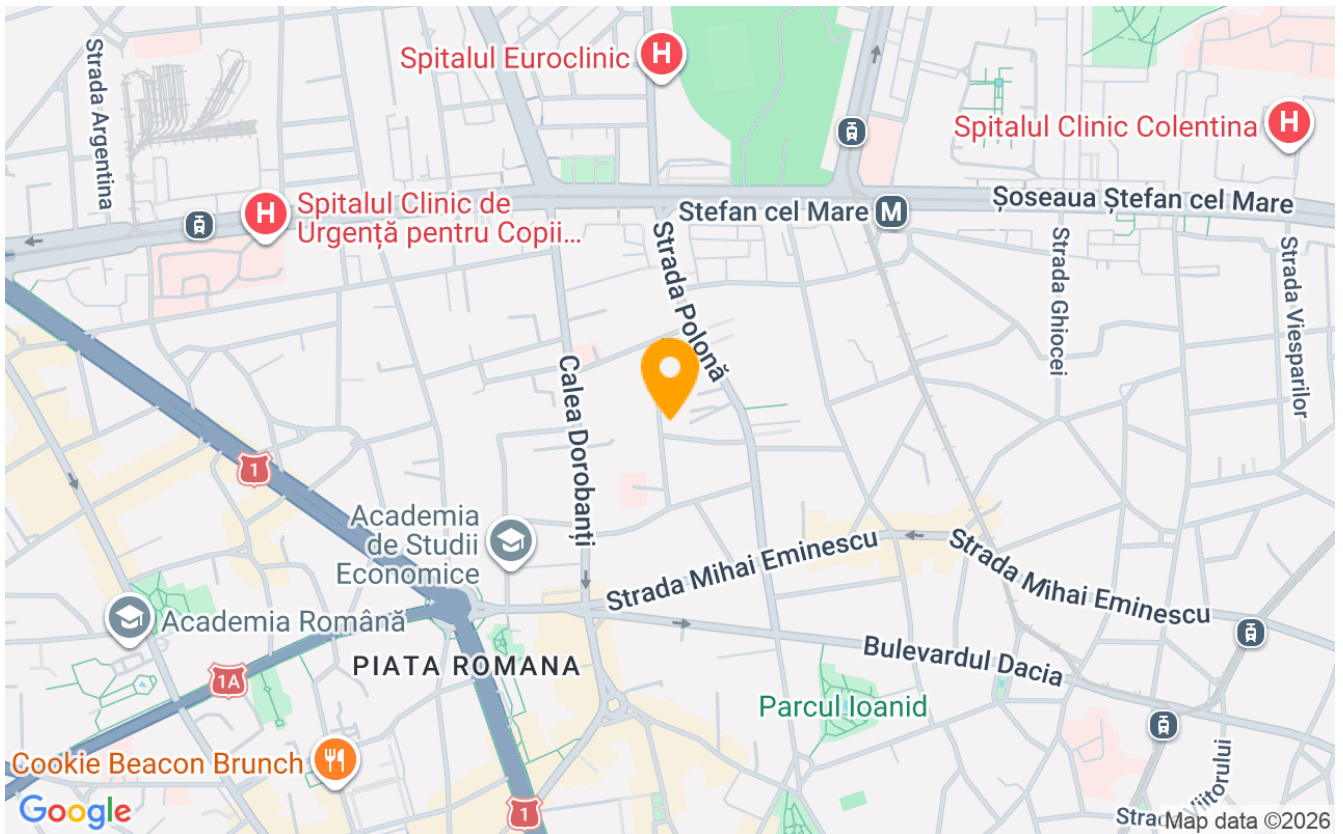 Strada Argentina
Spitalul Euroclinic
H
Spitalul Clinic Colentina
H
H
Spitalul Clinic de
Urgență pentru Copii...
Stefan cel Mare
M
Șoseaua Ștefan cel Mare
Strada Polonă
Strada Ghiocei
Strada Viesparilor
Calea Dorobanți
1
Academia
de Studii
Economice
Strada Mihai Eminescu
Strada Mihai Eminescu
Academia Română
PIATA ROMANA
1A
Bulevardul Dacia
Parcul Ioanid
Cookie Beacon Brunch
Google
1
Viitorului
Map data ©2026